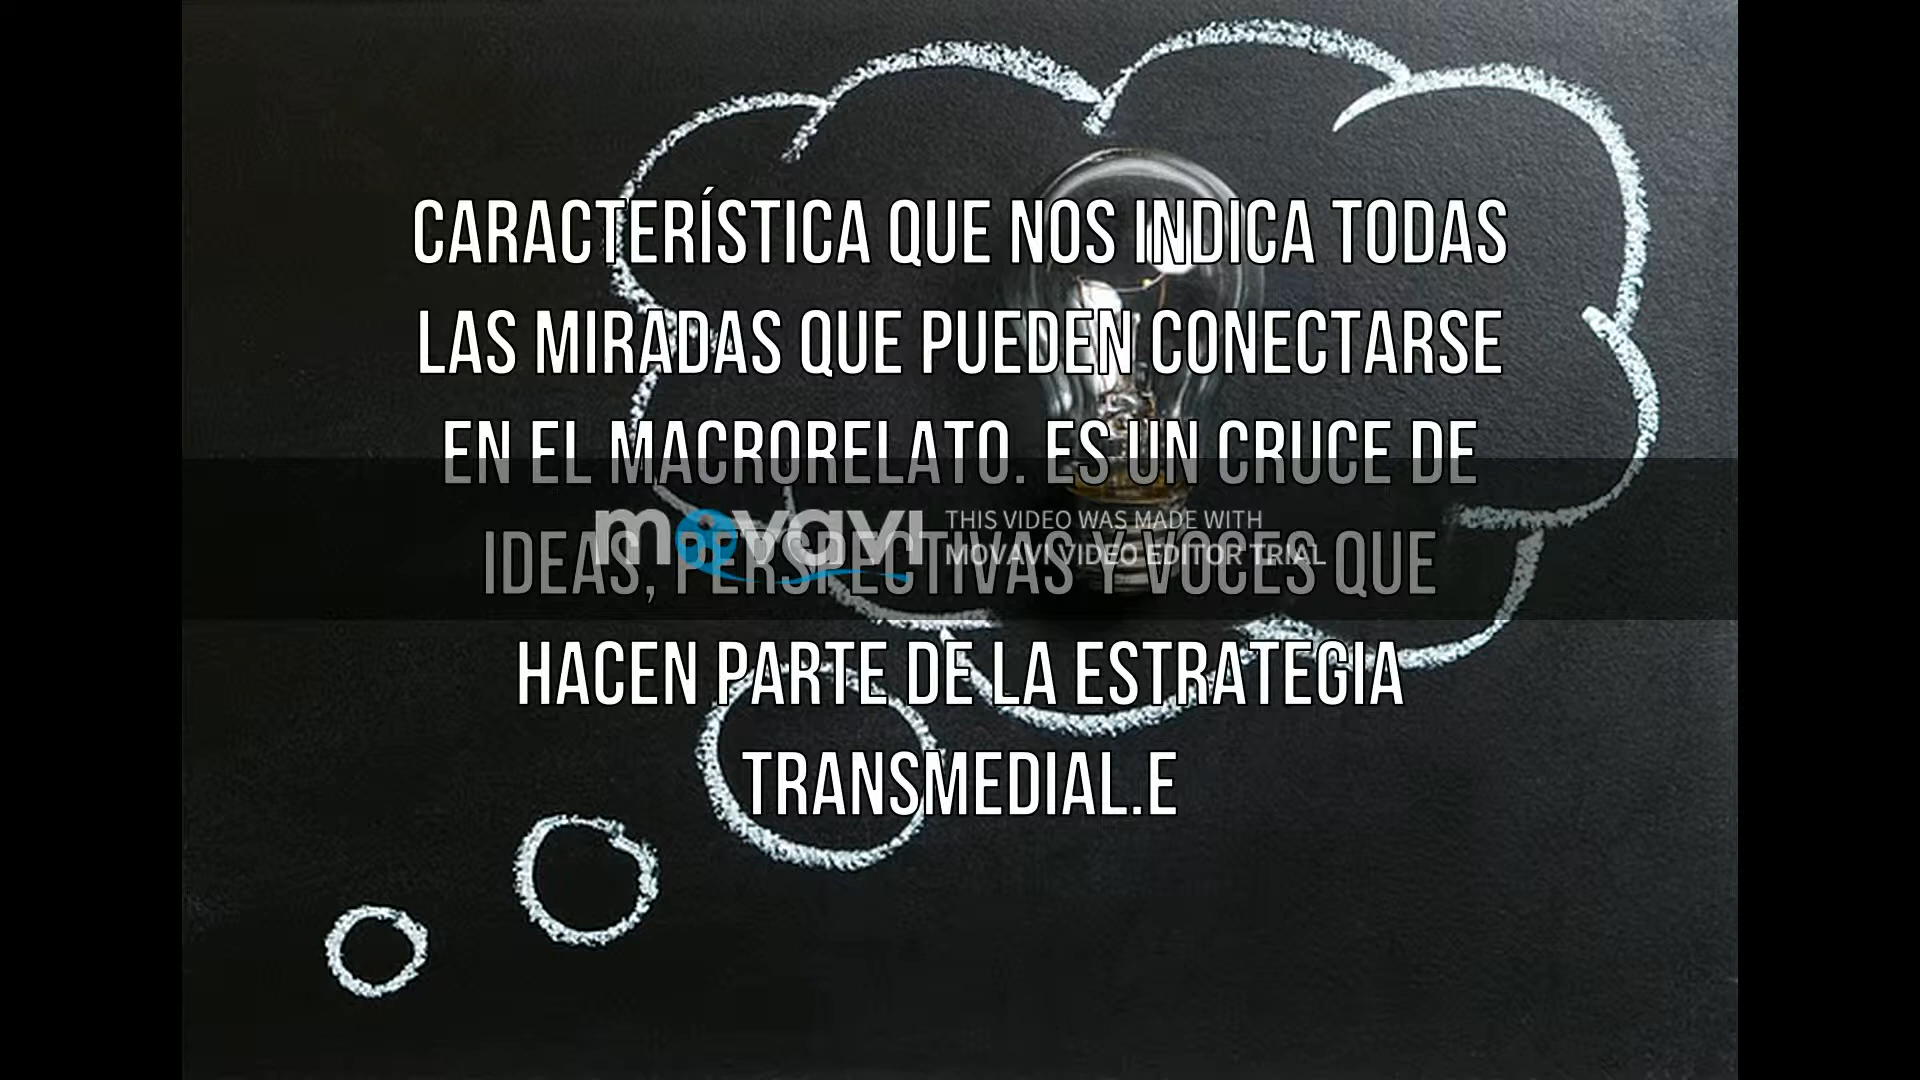 CARACTERÍSTICA QUE NOS INDICA TODAS
LAS MIRADAS QUE PUEDEN CONECTARSE
EN EL MACRORELATO. ES UN CRUCE DE
IDEAS, PERSPECTIVAS Y VOCES QUE
movavi
THIS VIDEO WAS MADE WITH
MOVAVI VIDEO EDITOR TRIAL
HACEN PARTE DE LA ESTRATEGIA
TRANSMEDIAL.E